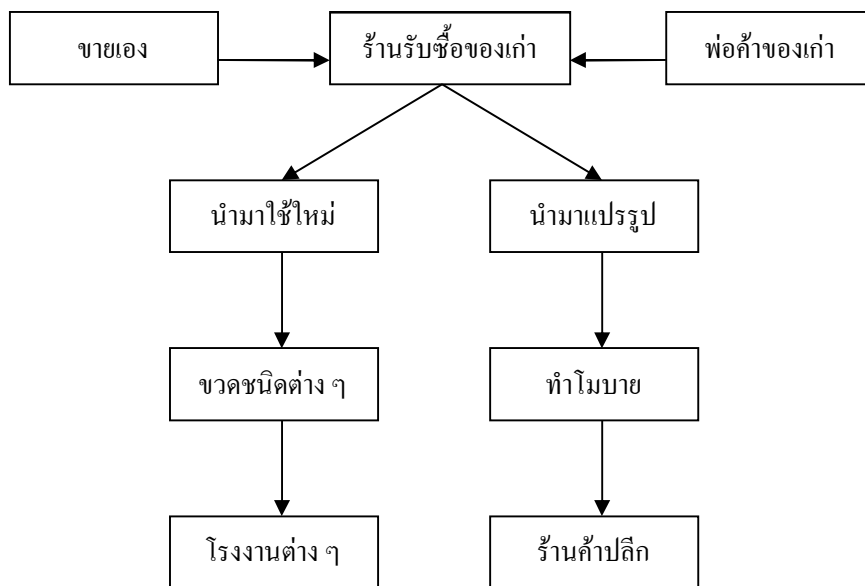 ขายเอง
ร้านรับซื้อของเก่า
พ่อค้าของเก่า
นำมาใช้ใหม่
นำมาแปรรูป
ขวดชนิดต่าง ๆ
ทำโมบาย
โรงงานต่าง ๆ
ร้านค้าปลีก